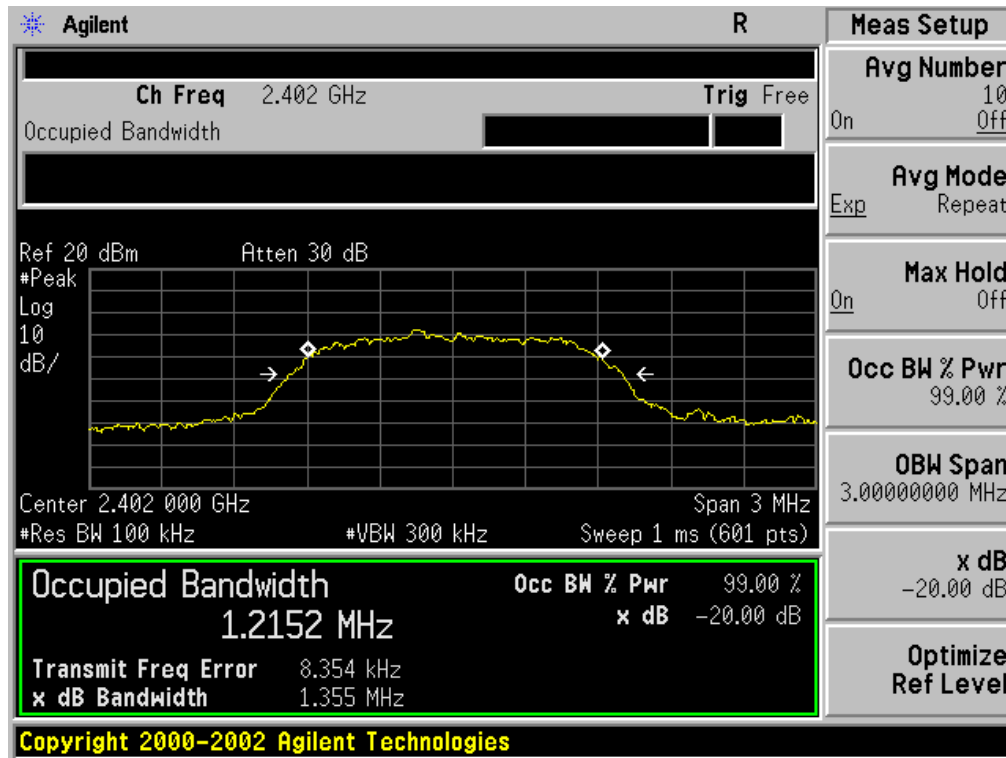 Agilent R Meas Setup
Ch Freq 2.402 GHz Trig Free
Occupied Bandwidth
Ref 20 dBm Atten 30 dB
#Peak
Log
10
dB/
Center 2.402 000 GHz Span 3 MHz
#Res BW 100 kHz #VBW 300 kHz Sweep 1 ms (601 pts)
Occupied Bandwidth Occ BW % Pwr 99.00 %
1.2152 MHz x dB -20.00 dB
Transmit Freq Error 8.354 kHz
x dB Bandwidth 1.355 MHz
Copyright 2000-2002 Agilent Technologies
Avg Number
10
On Off
Avg Mode
Exp Repeat
Max Hold
On Off
Occ BW % Pwr
99.00 %
OBW Span
3.00000000 MHz
x dB
-20.00 dB
Optimize
Ref Level